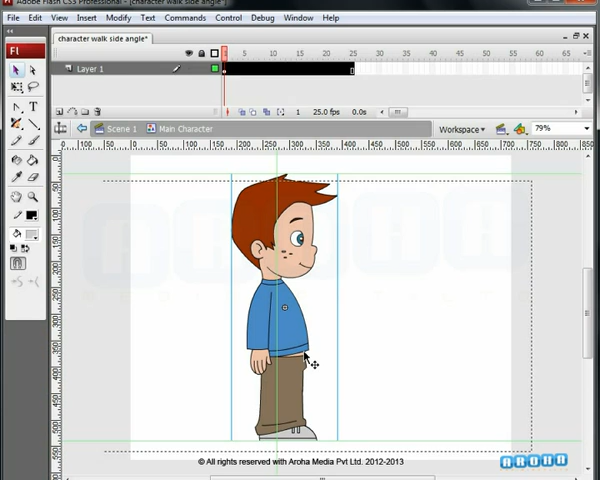 Adobe Flash CS3 Professional - [character walk side angle*]
File Edit View Insert Modify Text Commands Control Debug Window Help
character walk side angle*
5 10 15 20 25 30 35 40 45 50 55 60 65
Layer 1
1 25.0 fps 0.0s
Scene 1 Main Character Workspace 79%
Fl
AROHA
© All rights reserved with Aroha Media Pvt Ltd. 2012-2013
AROHA